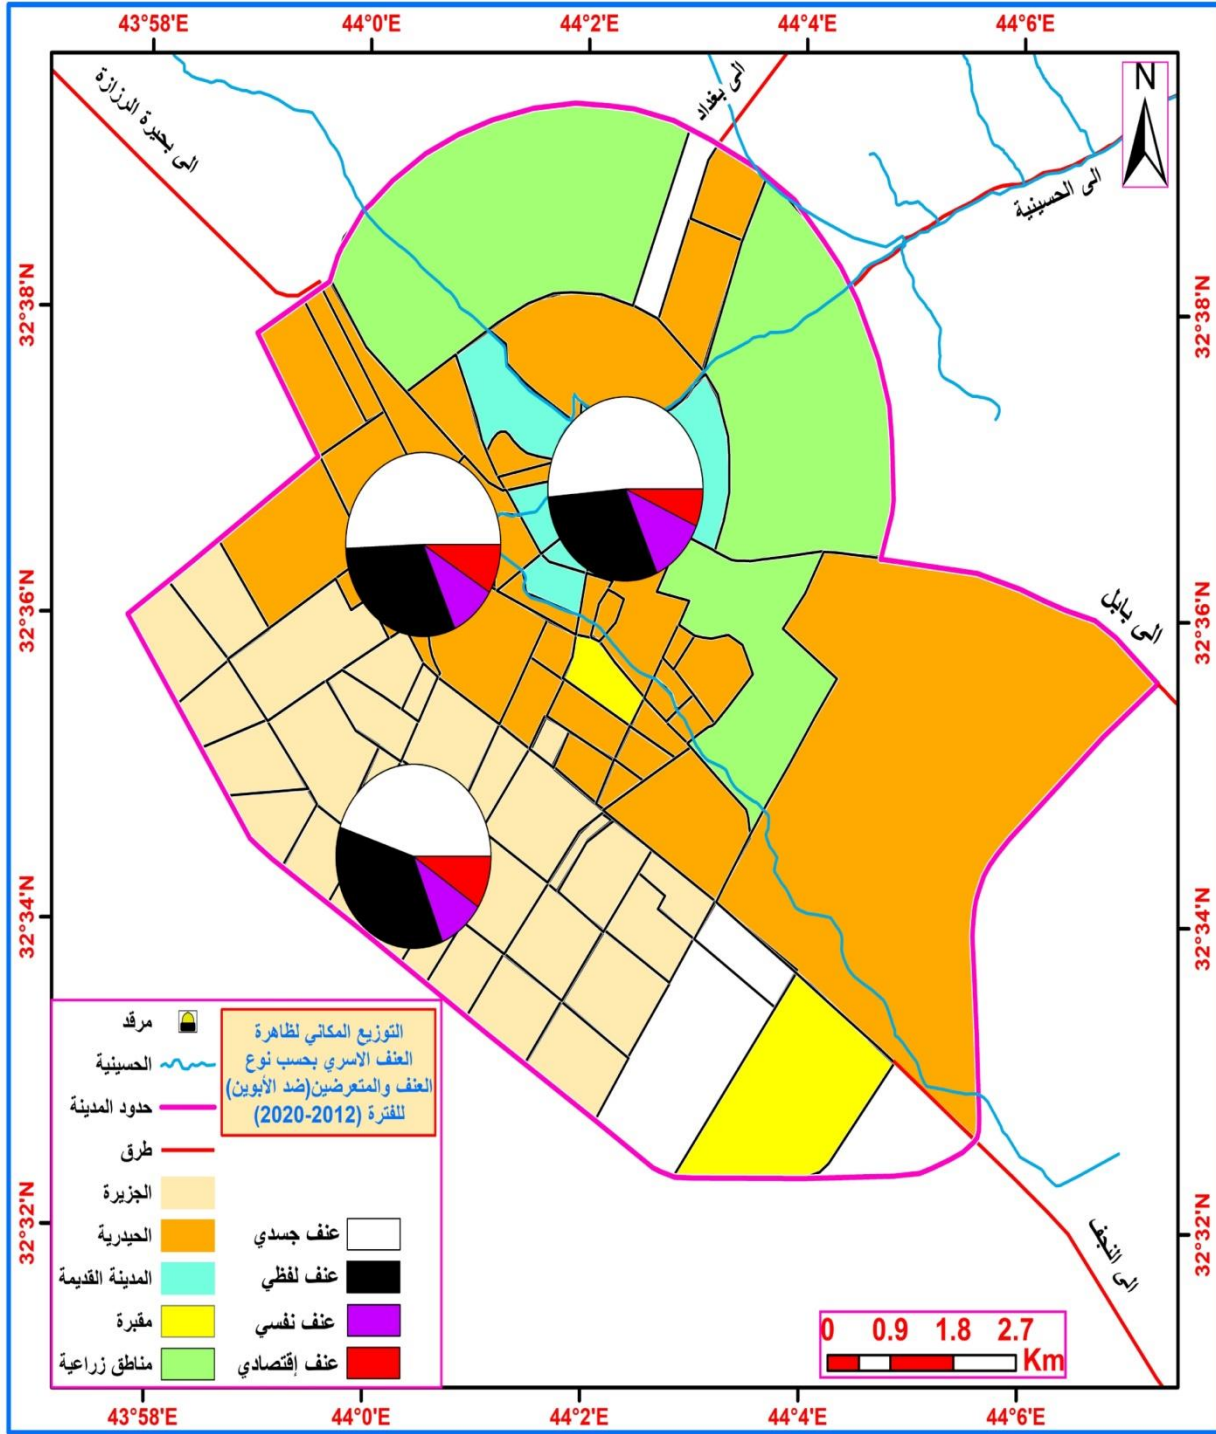 43°58'E
44°0'E
44°2'E
44°4'E
44°6'E
الى بحيرة الرزازة
الى بغداد
الى الحسينية
N
32°38'N
32°38'N
32°36'N
32°36'N
الى بابل
32°34'N
32°34'N
32°32'N
32°32'N
الى النجف
التوزيع المكاني لظاهرة
العنف الاسري بحسب نوع
العنف والمتعرضين(ضد الأبوين)
للفترة (2012-2020)
مرقد
الحسينية
حدود المدينة
طرق
الجزيرة
الحيدرية
المدينة القديمة
مقبرة
مناطق زراعية
عنف جسدي
عنف لفظي
عنف نفسي
عنف إقتصادي
0 0.9 1.8 2.7
Km
43°58'E
44°0'E
44°2'E
44°4'E
44°6'E